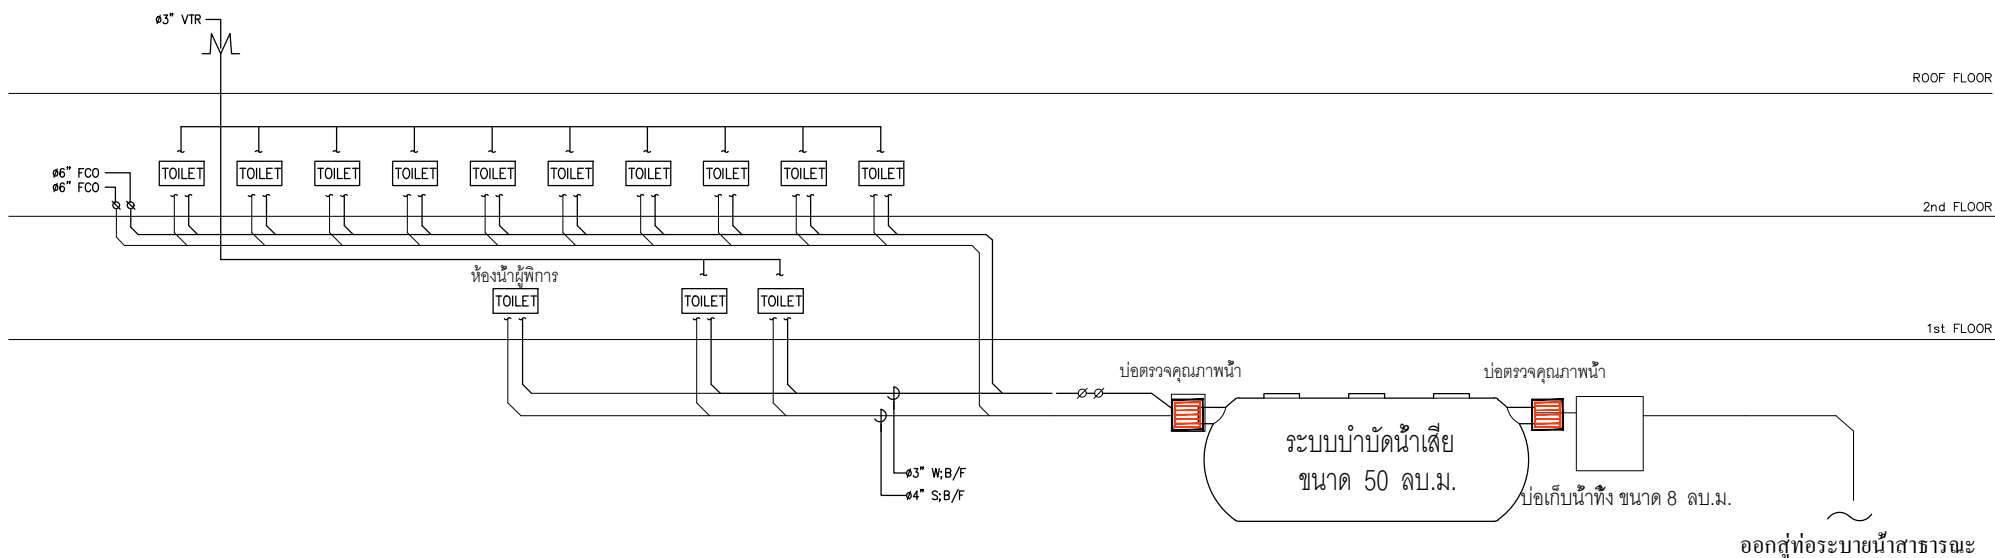 ø3" VTR
ROOF FLOOR
TOILET TOILET TOILET TOILET TOILET TOILET TOILET TOILET TOILET TOILET
ø6" FCO
ø6" FCO
2nd FLOOR
ห้องน้ำผู้พิการ
TOILET TOILET TOILET
1st FLOOR
บ่อตรวจคุณภาพน้ำ บ่อตรวจคุณภาพน้ำ
ระบบบำบัดน้ำเสีย
ขนาด 50 ลบ.ม.
ø3" W;B/F
ø4" S;B/F
บ่อเก็บน้ำทิ้ง ขนาด 8 ลบ.ม.
ออกสู่ท่อระบายน้ำสาธารณะ